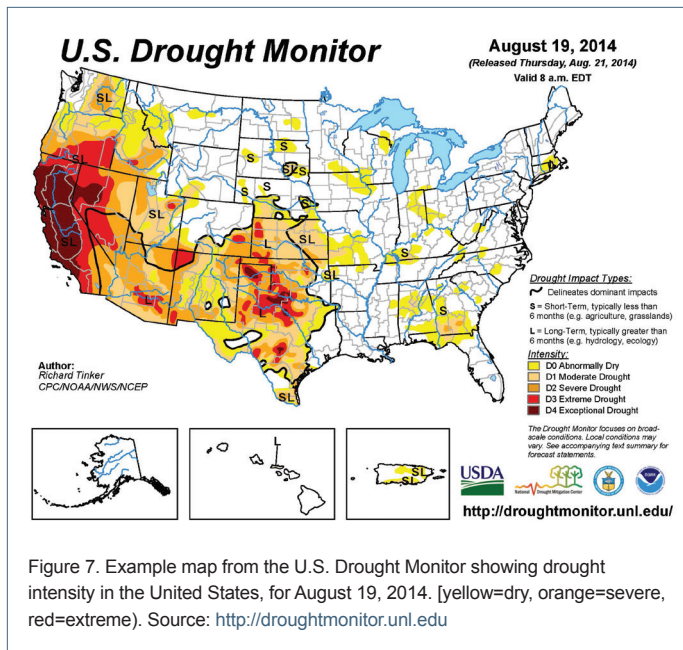 U.S. Drought Monitor
August 19, 2014
(Released Thursday, Aug. 21, 2014)
Valid 8 a.m. EDT
SL
SL
SL
SL
S
S
SL
S
S
S
S
L
SL
SL
S
L
L
S
SL
Drought Impact Types:
Delineates dominant impacts
S = Short-Term, typically less than
6 months (e.g. agriculture, grasslands)
L = Long-Term, typically greater than
6 months (e.g. hydrology, ecology)
Intensity:
D0 Abnormally Dry
D1 Moderate Drought
D2 Severe Drought
D3 Extreme Drought
D4 Exceptional Drought
Author:
Richard Tinker
CPC/NOAA/NWS/NCEP
The Drought Monitor focuses on broad-
scale conditions. Local conditions may
vary. See accompanying text summary for
forecast statements.
L
SL
SL
USDA
National Drought Mitigation Center
http://droughtmonitor.unl.edu/
Figure 7. Example map from the U.S. Drought Monitor showing drought
intensity in the United States, for August 19, 2014. [yellow=dry, orange=severe,
red=extreme). Source: http://droughtmonitor.unl.edu